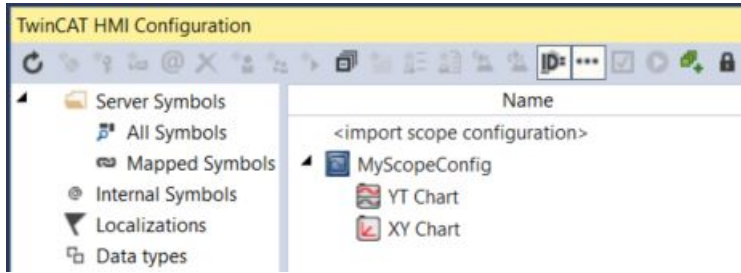 TwinCAT HMI Configuration
@ ID: •••
Server Symbols
All Symbols
Mapped Symbols
@ Internal Symbols
Localizations
Data types
Name
<import scope configuration>
MyScopeConfig
YT Chart
XY Chart